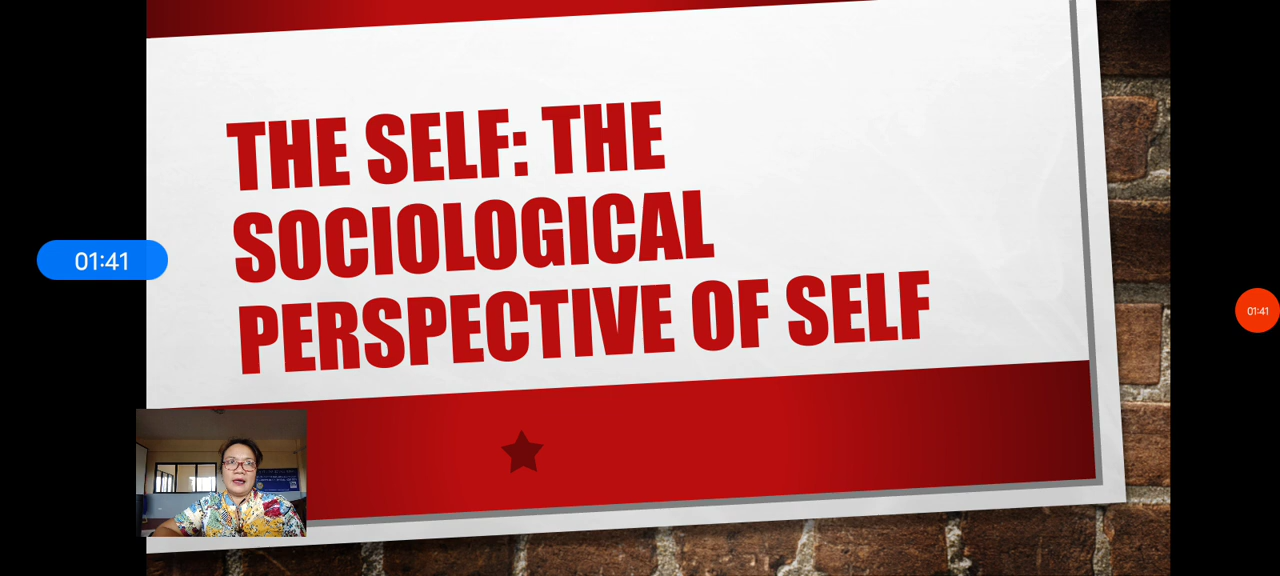 THE SELF: THE
SOCIOLOGICAL
PERSPECTIVE OF SELF
01:41
01:41